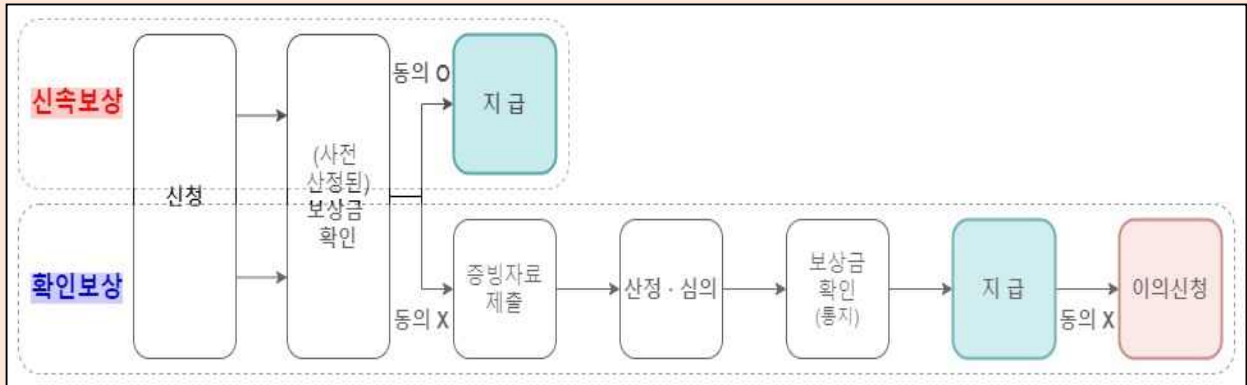 신속보상
신청
(사전
산정된)
보상금
확인
동의 O
지 급
확인보상
동의 X
증빙자료
제출
산정 · 심의
보상금
확인
(통지)
지 급
동의 X
이의신청